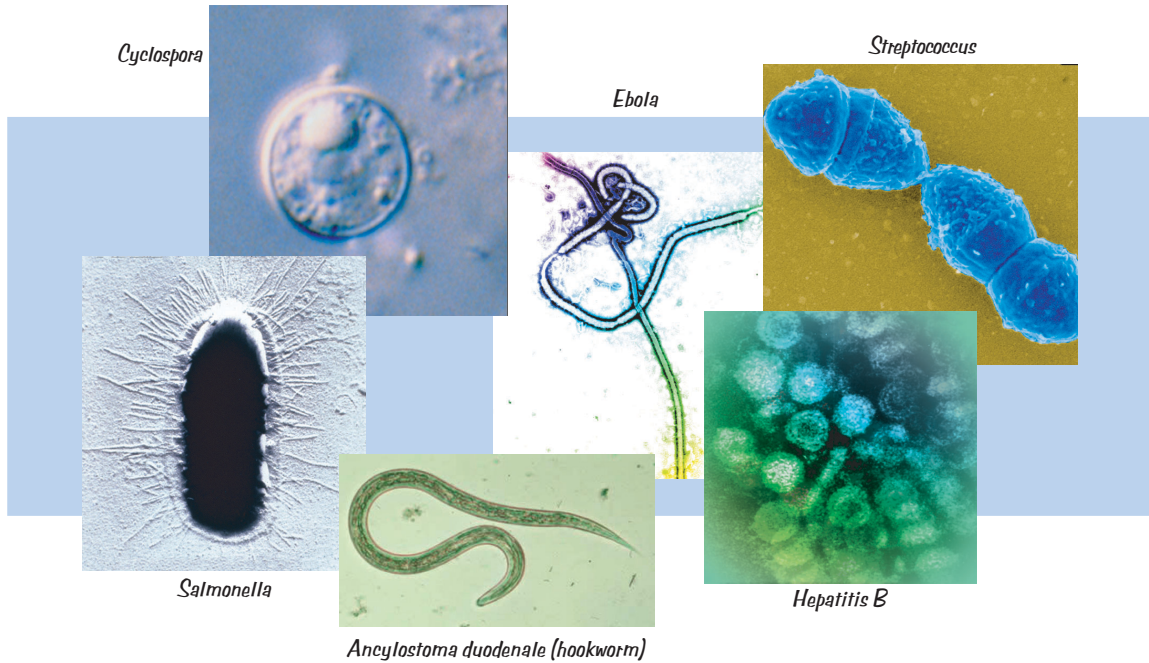 Cyclospora
Streptococcus
Ebola
Salmonella
Hepatitis B
Ancylostoma duodenale (hookworm)